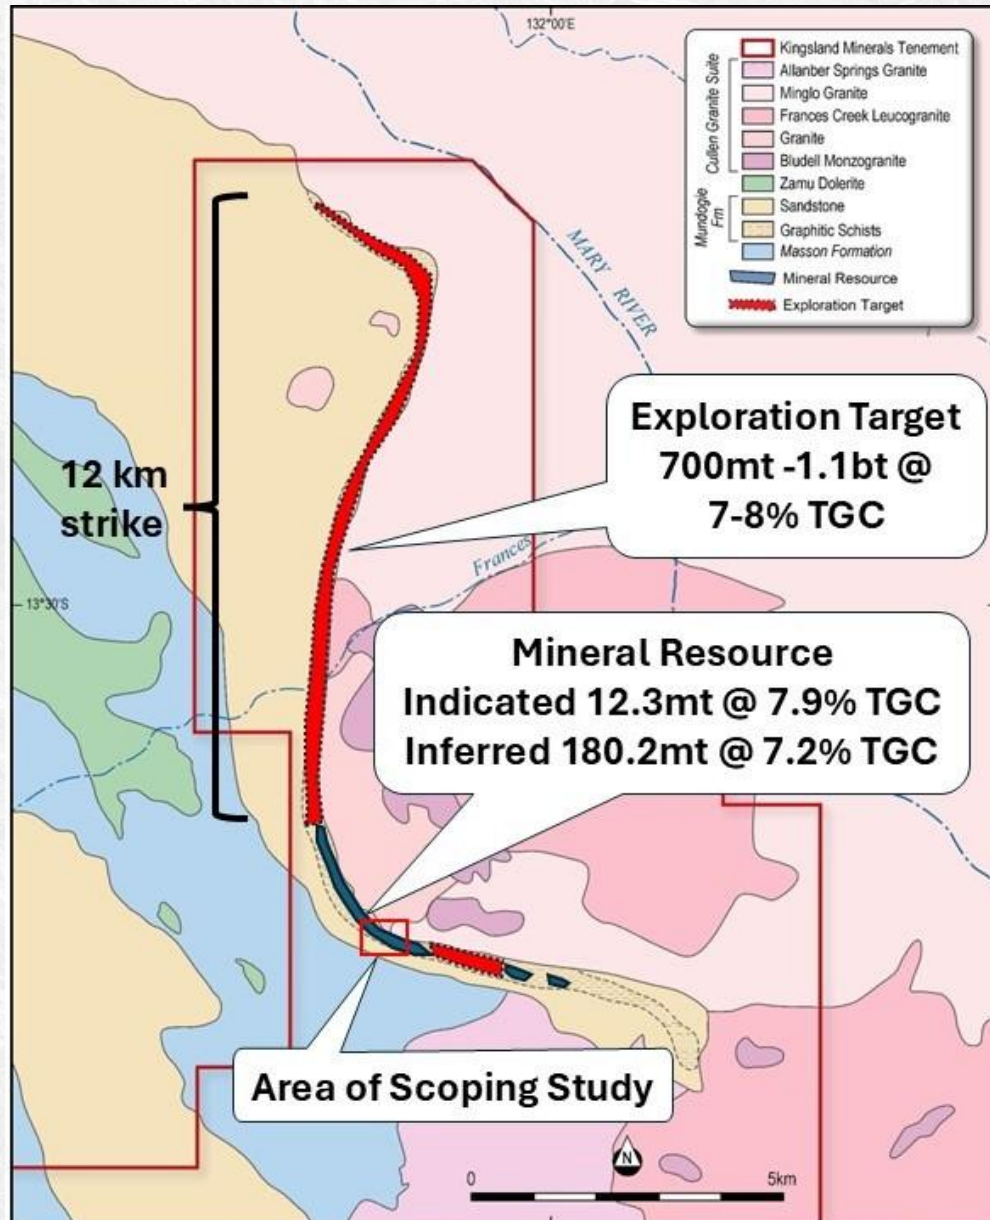 132°00'E
Kingsland Minerals Tenement
Cullen Granite Suite
Allanber Springs Granite
Minglo Granite
Frances Creek Leucogranite
Granite
Bludell Monzogranite
Zamu Dolerite
Mundogie
Fm
Sandstone
Graphitic Schists
Masson Formation
Mineral Resource
Exploration Target
MARY RIVER
Exploration Target
700mt -1.1bt @
7-8% TGC
12 km
strike
Frances
13°30'S
Mineral Resource
Indicated 12.3mt @ 7.9% TGC
Inferred 180.2mt @ 7.2% TGC
Area of Scoping Study
N
0
5km